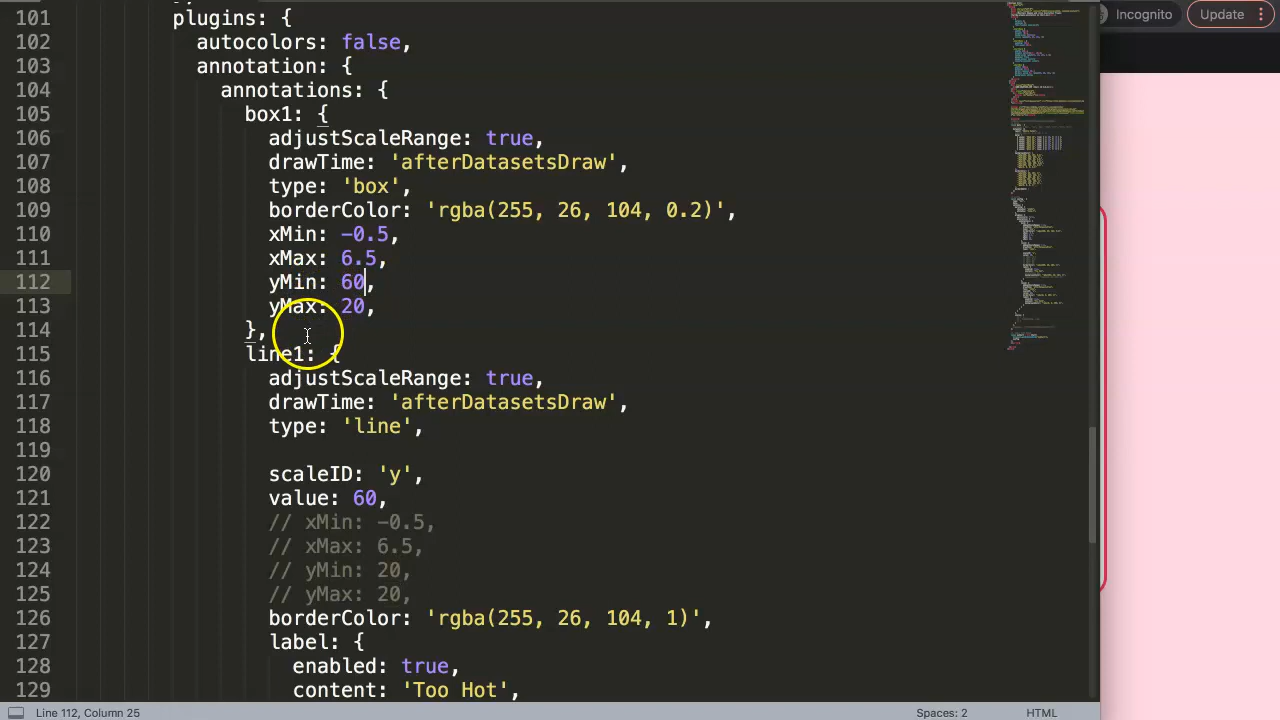 101 plugins: {
102 autocolors: false,
103 annotation: {
104 annotations: {
105 box1: {
106 adjustScaleRange: true,
107 drawTime: 'afterDatasetsDraw',
108 type: 'box',
109 borderColor: 'rgba(255, 26, 104, 0.2)',
110 xMin: -0.5,
111 xMax: 6.5,
112 yMin: 60,
113 yMax: 20,
114 },
115 line1: {
116 adjustScaleRange: true,
117 drawTime: 'afterDatasetsDraw',
118 type: 'line',
119
120 scaleID: 'y',
121 value: 60,
122 // xMin: -0.5,
123 // xMax: 6.5,
124 // yMin: 20,
125 // yMax: 20,
126 borderColor: 'rgba(255, 26, 104, 1)',
127 label: {
128 enabled: true,
129 content: 'Too Hot',
Incognito
Update
Line 112, Column 25
Spaces: 2
HTML